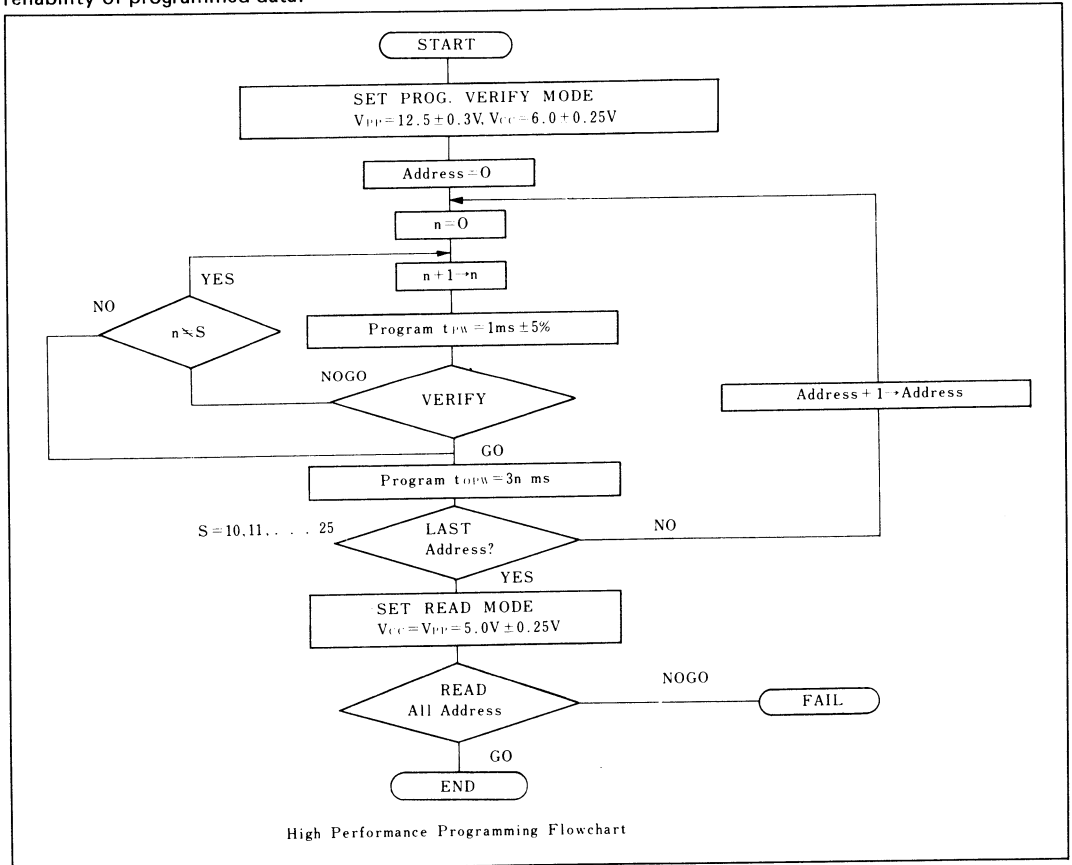 reliability of programmed data.
START
SET PROG. VERIFY MODE
VPP=12.5±0.3V, VCC=6.0±0.25V
Address=0
n=0
n+1→n
YES
NO
n≠S
Program tPW=1ms±5%
NOGO
VERIFY
Address+1→Address
GO
Program tOPW=3n ms
S=10,11, . . . 25
LAST
Address?
NO
YES
SET READ MODE
VCC=VPP=5.0V±0.25V
READ
All Address
NOGO
FAIL
GO
END
High Performance Programming Flowchart